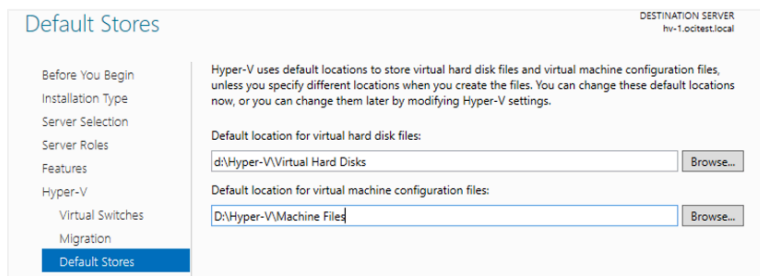 Default Stores
DESTINATION SERVER
hv-1.ocitest.local
Before You Begin
Installation Type
Server Selection
Server Roles
Features
Hyper-V
Virtual Switches
Migration
Default Stores
Hyper-V uses default locations to store virtual hard disk files and virtual machine configuration files,
unless you specify different locations when you create the files. You can change these default locations
now, or you can change them later by modifying Hyper-V settings.
Default location for virtual hard disk files:
d:\Hyper-V\Virtual Hard Disks
Browse...
Default location for virtual machine configuration files:
D:\Hyper-V\Machine Files
Browse...